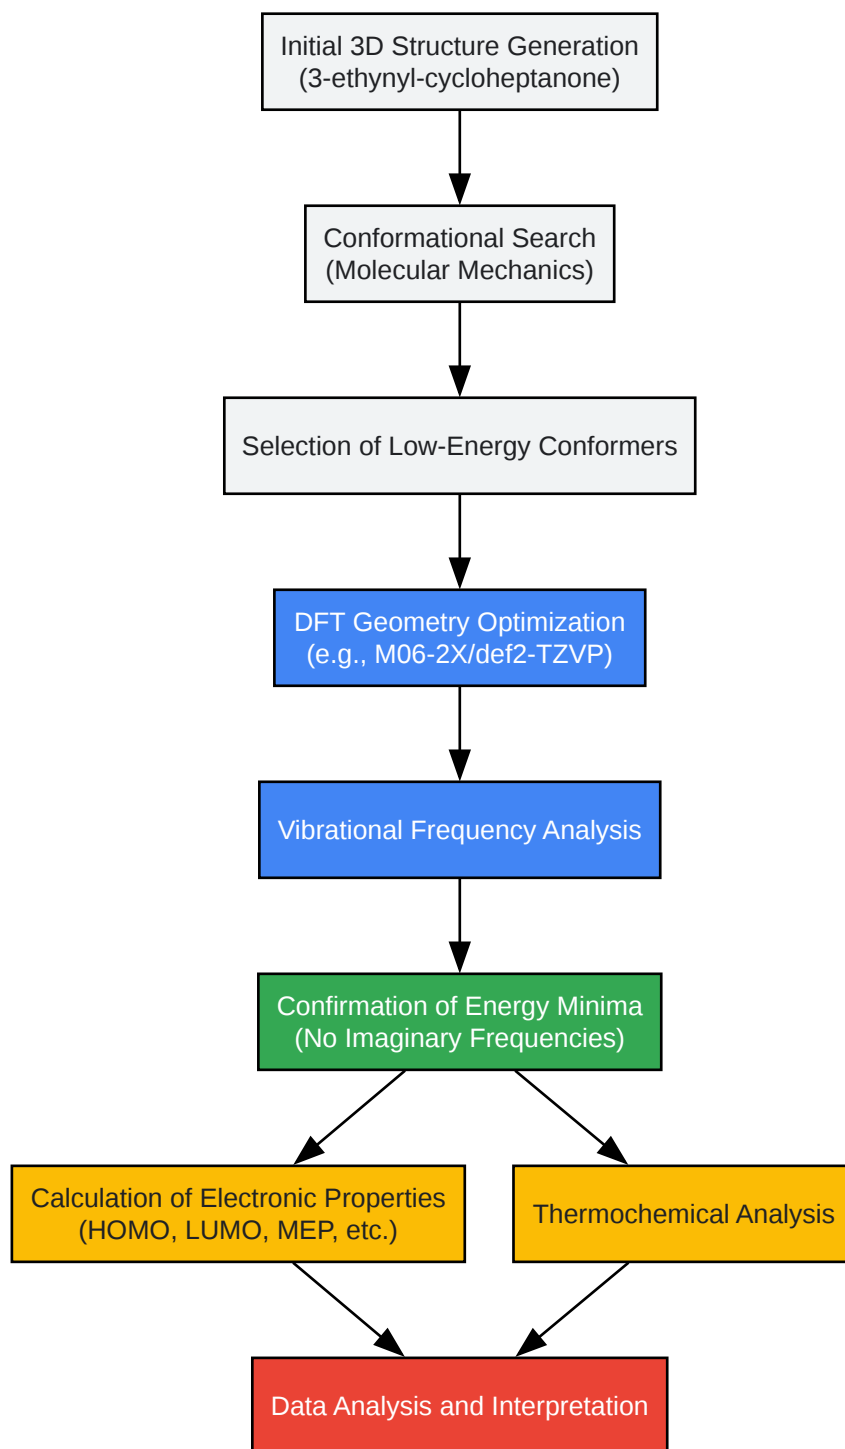 Initial 3D Structure Generation
(3-ethynyl-cycloheptanone)
Conformational Search
(Molecular Mechanics)
Selection of Low-Energy Conformers
DFT Geometry Optimization
(e.g., M06-2X/def2-TZVP)
Vibrational Frequency Analysis
Confirmation of Energy Minima
(No Imaginary Frequencies)
Calculation of Electronic Properties
(HOMO, LUMO, MEP, etc.)
Thermochemical Analysis
Data Analysis and Interpretation